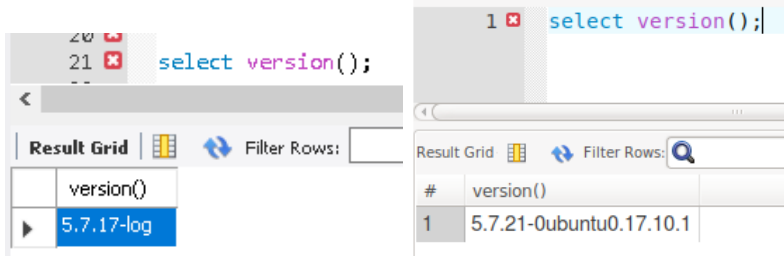 20
21 select version();
Result Grid Filter Rows:
version()
5.7.17-log
1 select version();
Result Grid Filter Rows:
# version()
1 5.7.21-0ubuntu0.17.10.1